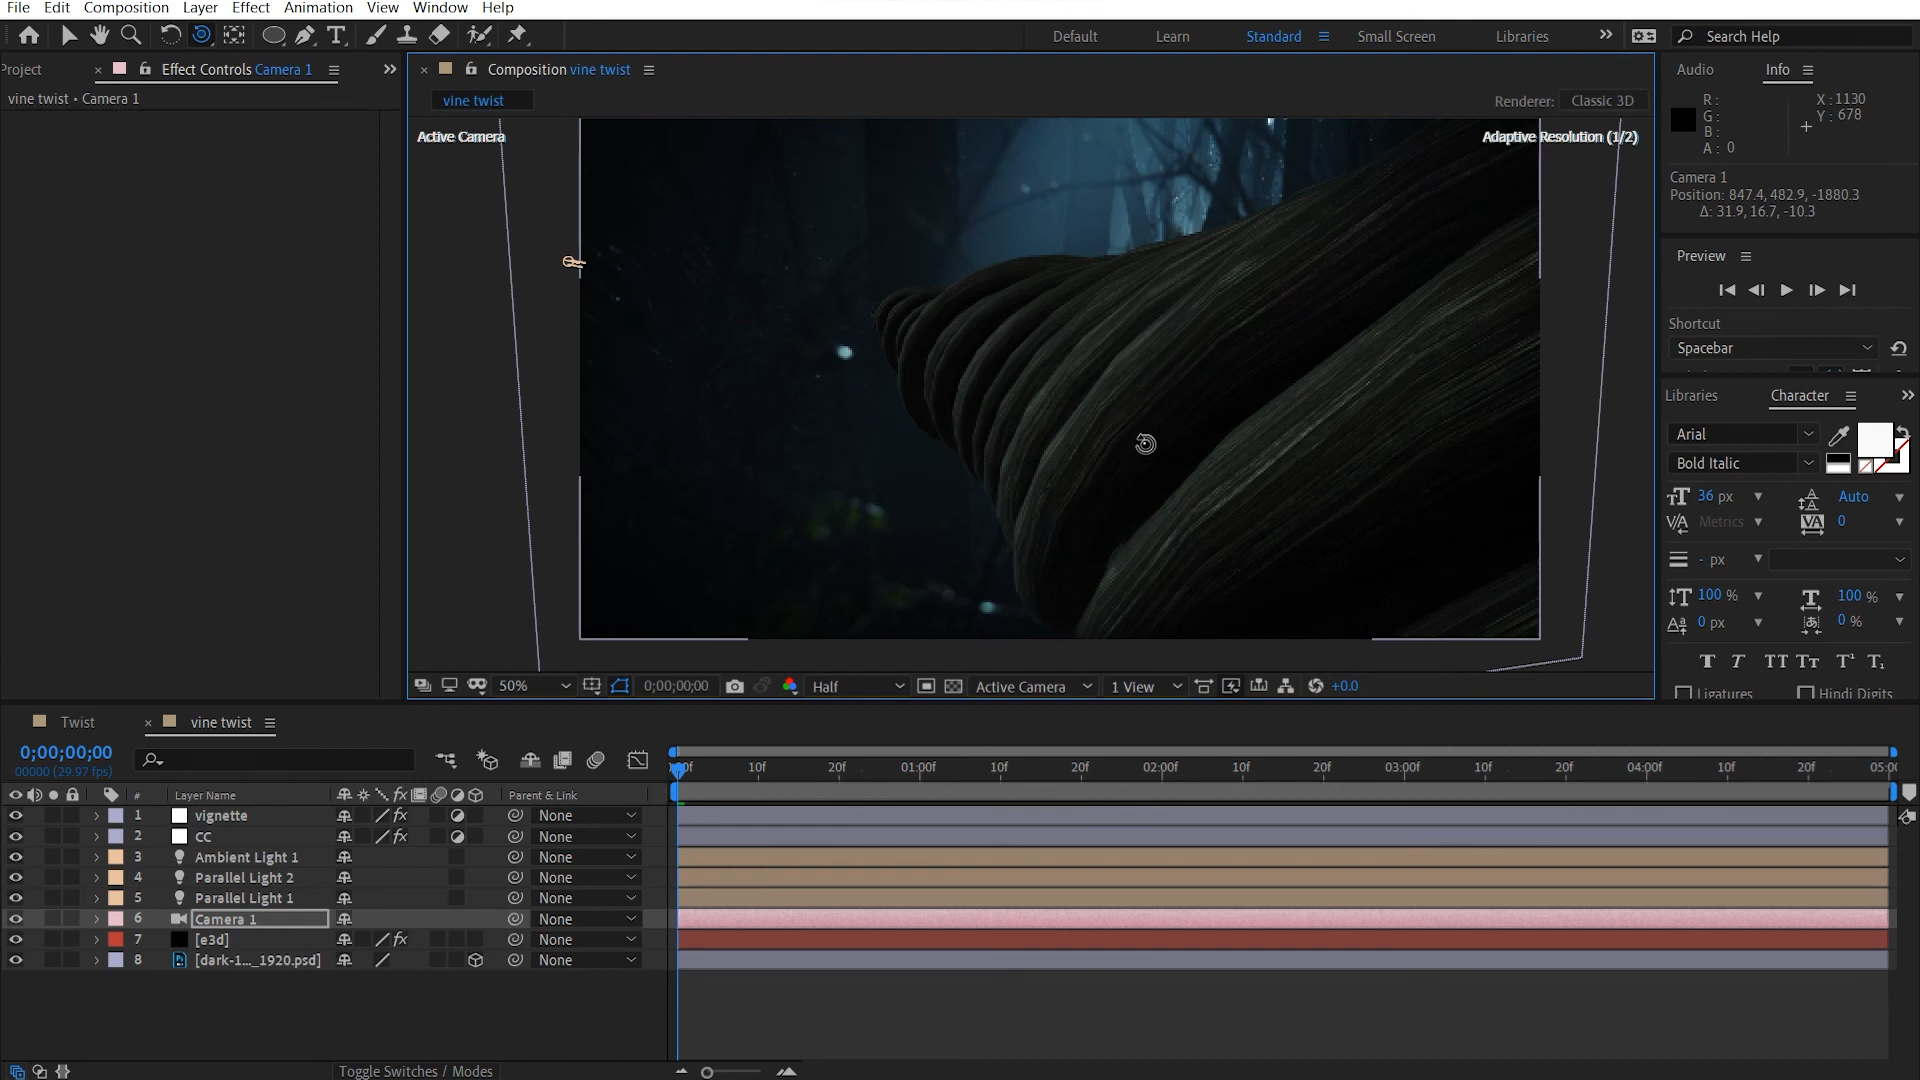 File Edit Composition Layer Effect Animation View Window Help
Default Learn Standard Small Screen Libraries Search Help
Project Effect Controls Camera 1
vine twist • Camera 1
Composition vine twist
vine twist
Renderer: Classic 3D
Active Camera
Adaptive Resolution (1/2)
50% 0;00;00;00 Half Active Camera 1 View +0.0
Audio Info
R: X: 1130
G: Y: 678
B:
A: 0
Camera 1
Position: 847.4, 482.9, -1880.3
Δ: 31.9, 16.7, -10.3
Preview
Shortcut
Spacebar
Libraries Character
Arial
Bold Italic
36 px Auto
Metrics 0
- px
100 % 100 %
0 px 0 %
T T TT Tt T¹ T₁
Ligatures Hindi Digits
Twist vine twist
0;00;00;00
00000 (29.97 fps)
10f 20f 01:00f 10f 20f 02:00f 10f 20f 03:00f 10f 20f 04:00f 10f 20f
# Layer Name Parent & Link
1 vignette None
2 CC None
3 Ambient Light 1 None
4 Parallel Light 2 None
5 Parallel Light 1 None
6 Camera 1 None
7 [e3d] None
8 [dark-1..._1920.psd] None
Toggle Switches / Modes